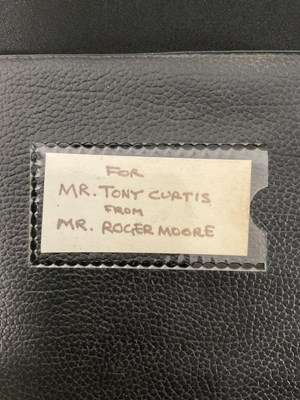 FOR
MR. TONY CURTIS
FROM
MR. ROGER MOORE